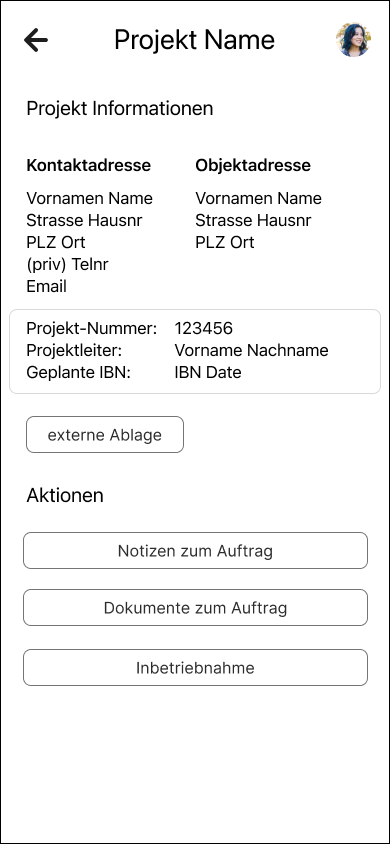 Projekt Name
Projekt Informationen
Kontaktadresse
Vornamen Name
Strasse Hausnr
PLZ Ort
(priv) Telnr
Email
Objektadresse
Vornamen Name
Strasse Hausnr
PLZ Ort
Projekt-Nummer: 123456
Projektleiter: Vorname Nachname
Geplante IBN: IBN Date
externe Ablage
Aktionen
Notizen zum Auftrag
Dokumente zum Auftrag
Inbetriebnahme